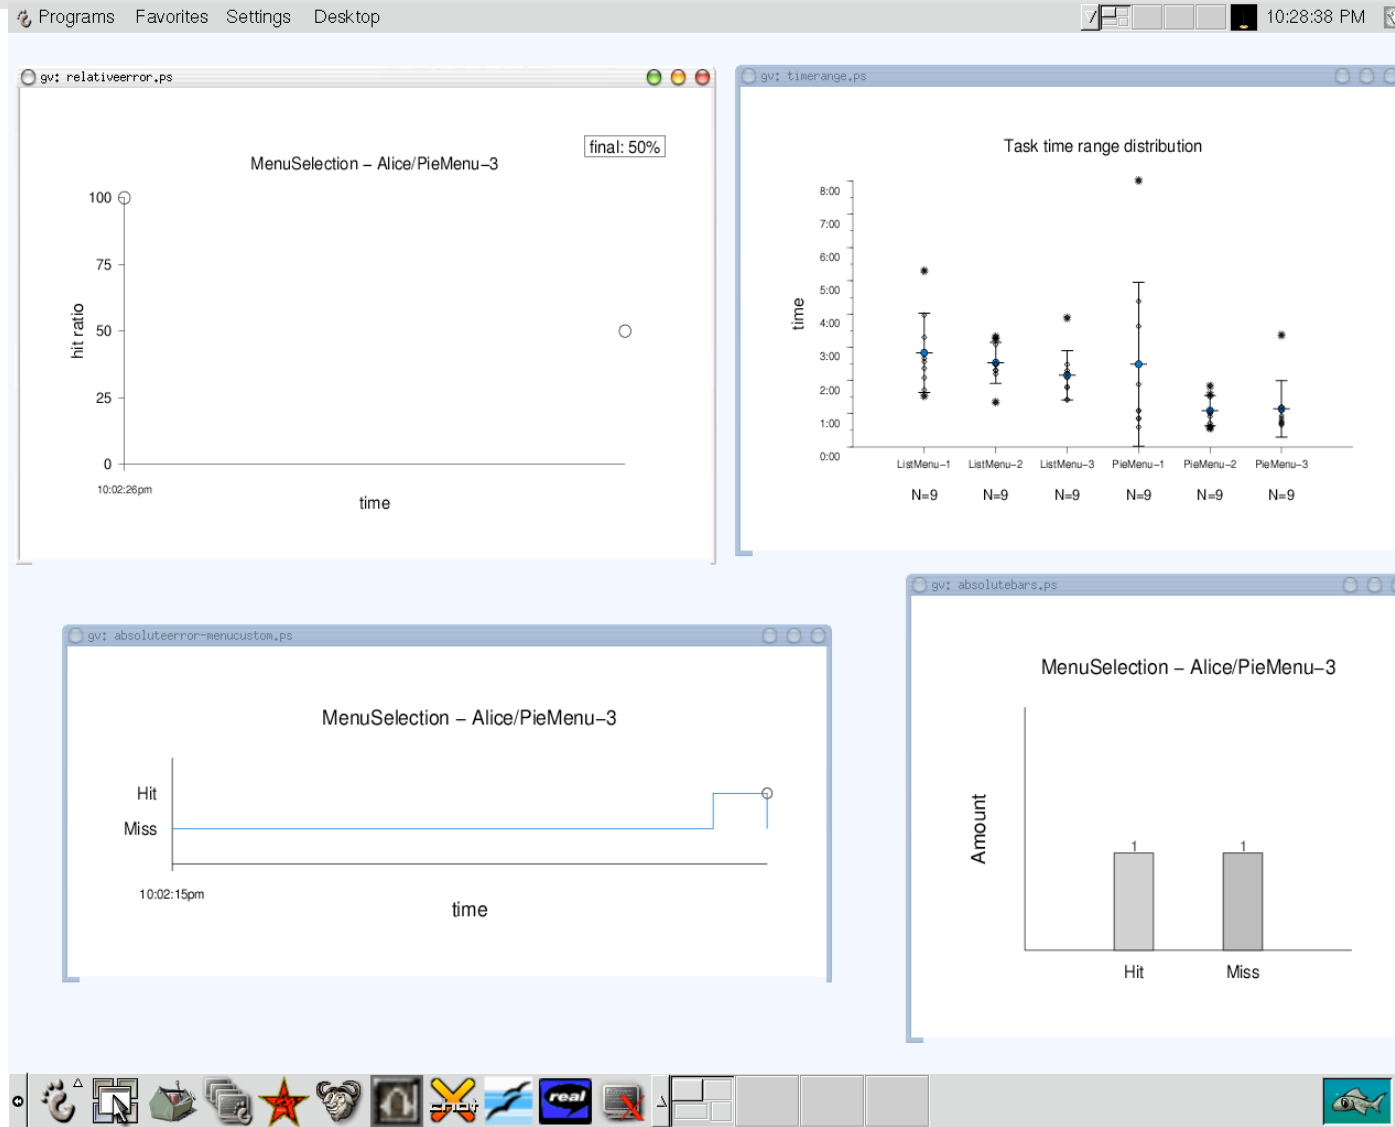 Programs Favorites Settings Desktop 10:28:38 PM
gv: relativeerror.ps
final: 50%
MenuSelection – Alice/PieMenu–3
100
75
50
25
0
hit ratio
10:02:26pm
time
gv: timerange.ps
Task time range distribution
8:00
7:00
6:00
5:00
4:00
3:00
2:00
1:00
0:00
time
ListMenu–1 ListMenu–2 ListMenu–3 PieMenu–1 PieMenu–2 PieMenu–3
N=9 N=9 N=9 N=9 N=9 N=9
gv: absoluteerror-menucustom.ps
MenuSelection – Alice/PieMenu–3
Hit
Miss
10:02:15pm
time
gv: absolutebars.ps
MenuSelection – Alice/PieMenu–3
Amount
1 1
Hit Miss
chat
real